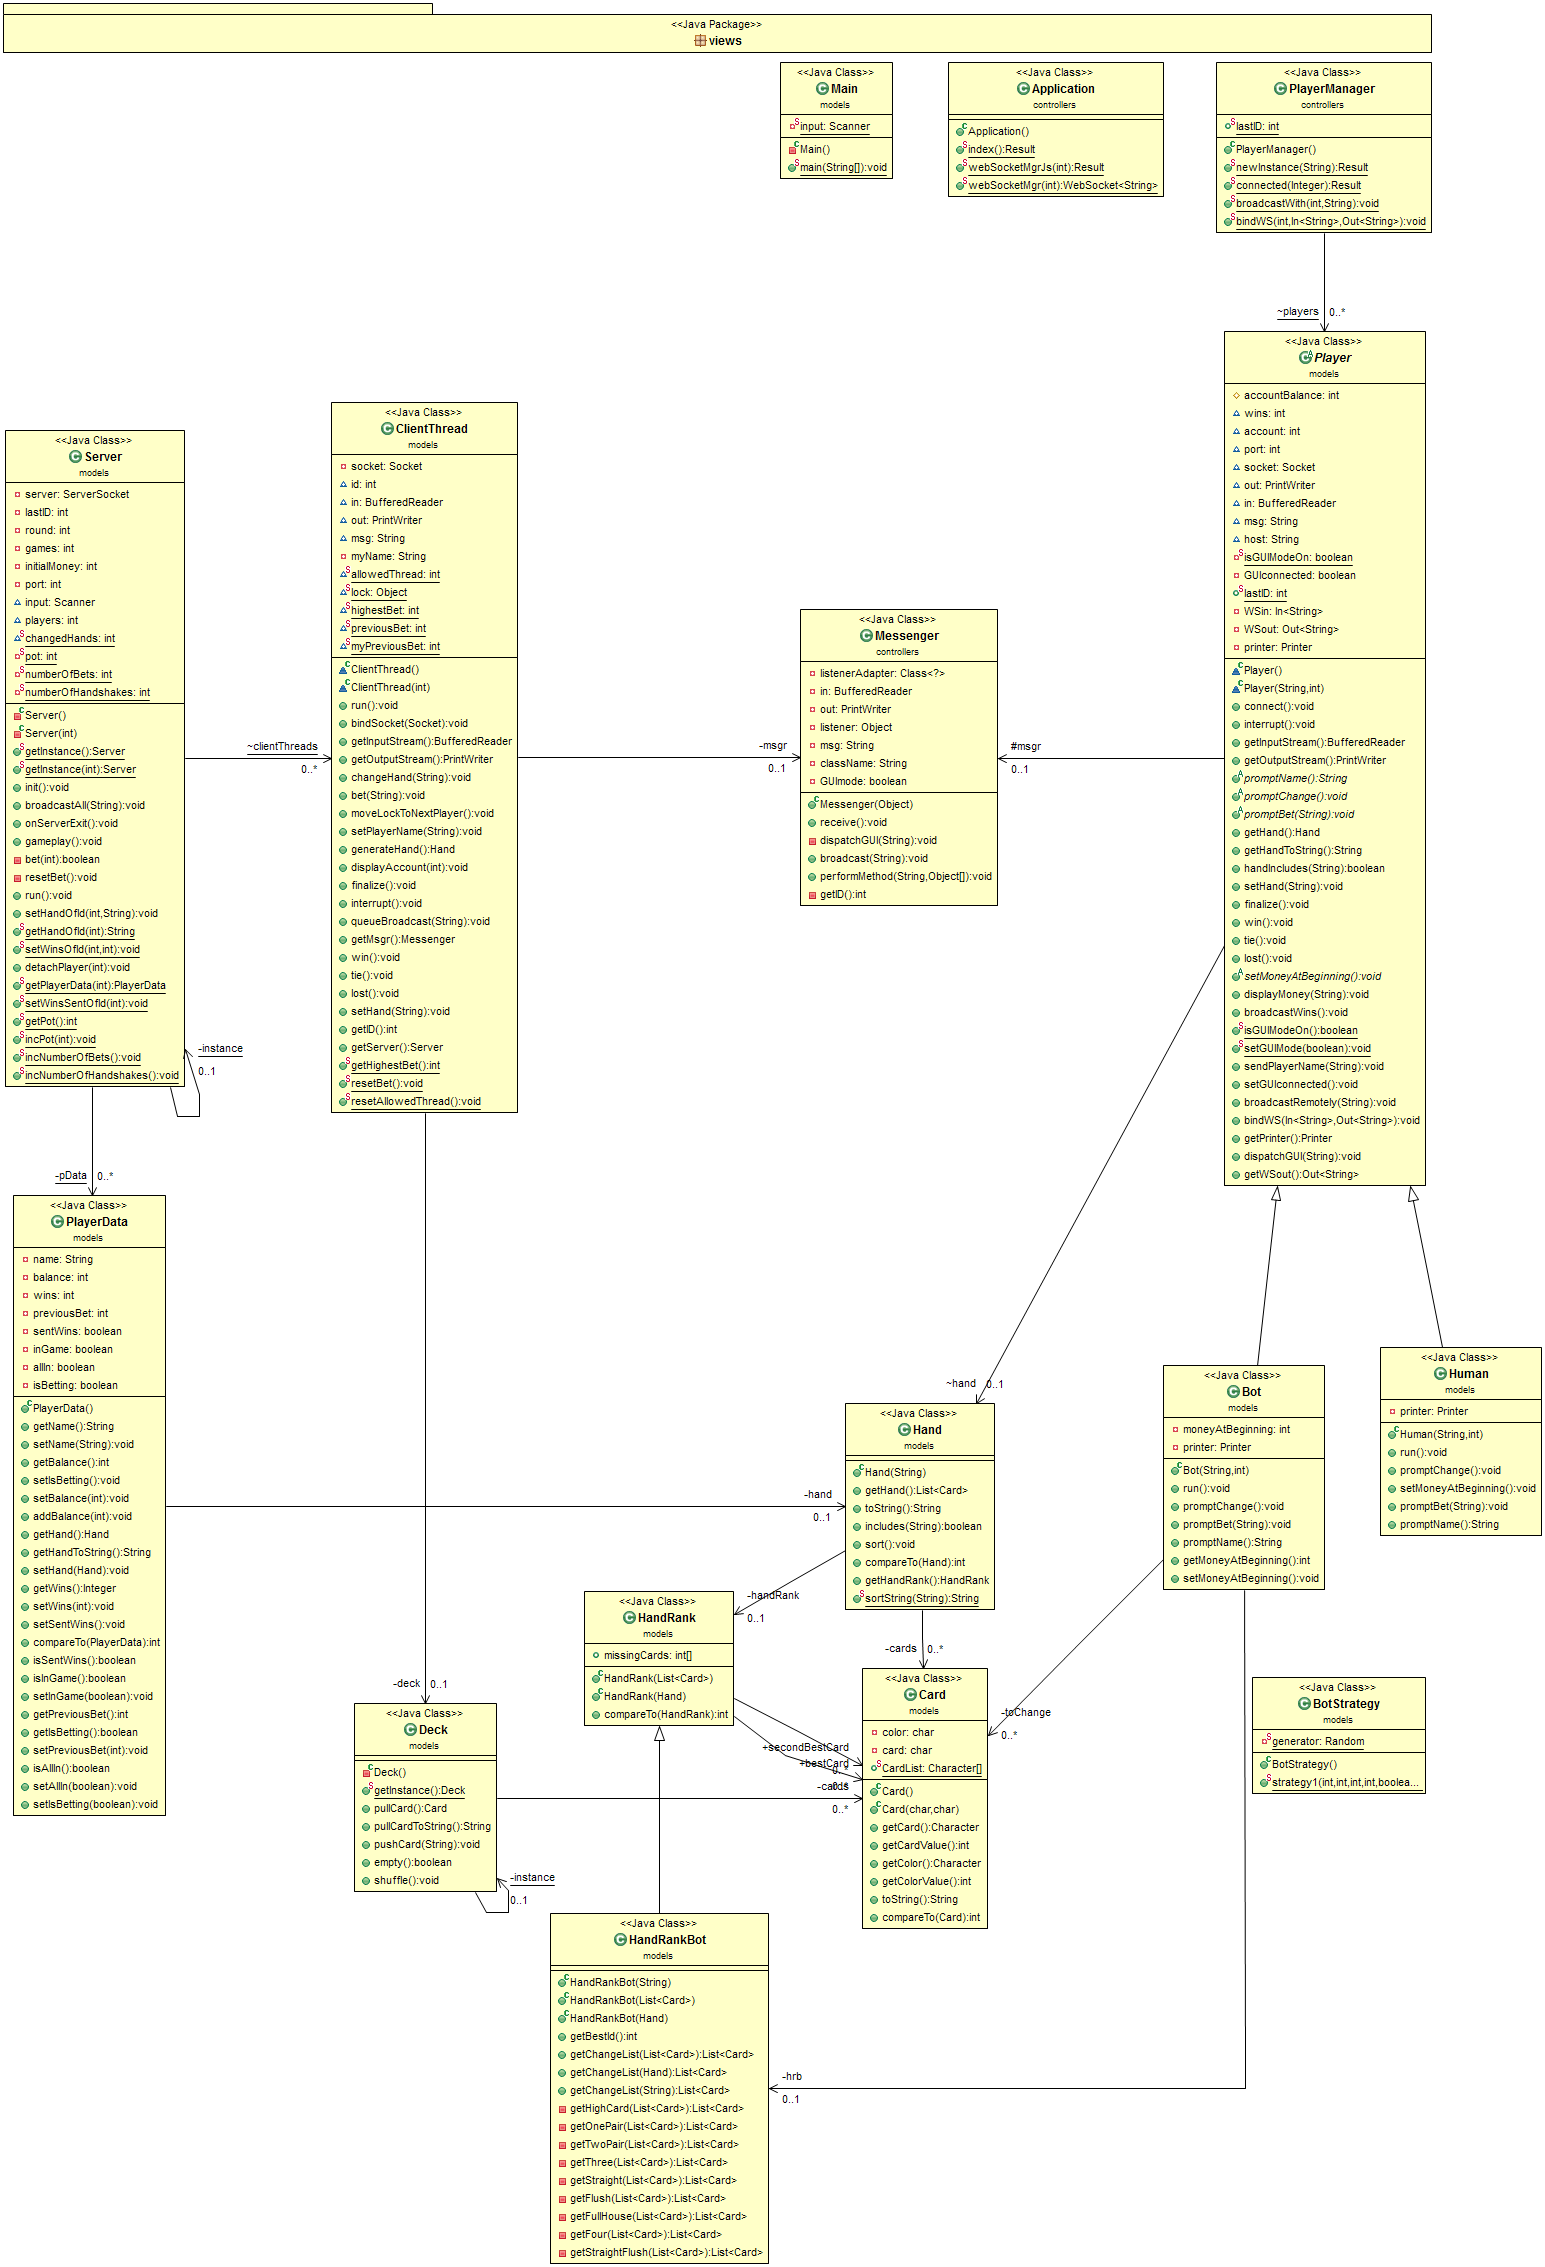 <<Java Package>>
views
<<Java Class>>
Main
models
input: Scanner
Main()
main(String[]):void
<<Java Class>>
Application
controllers
Application()
index():Result
webSocketMgrJs(int):Result
webSocketMgr(int):WebSocket<String>
<<Java Class>>
PlayerManager
controllers
lastID: int
PlayerManager()
newInstance(String):Result
connected(Integer):Result
broadcastWith(int,String):void
bindWS(int,In<String>,Out<String>):void
~players
0..*
<<Java Class>>
Player
models
accountBalance: int
wins: int
account: int
port: int
socket: Socket
out: PrintWriter
in: BufferedReader
msg: String
host: String
isGUIModeOn: boolean
GUIconnected: boolean
lastID: int
WSin: In<String>
WSout: Out<String>
printer: Printer
Player()
Player(String,int)
connect():void
interrupt():void
getInputStream():BufferedReader
getOutputStream():PrintWriter
promptName():String
promptChange():void
promptBet(String):void
getHand():Hand
getHandToString():String
handIncludes(String):boolean
setHand(String):void
finalize():void
win():void
tie():void
lost():void
setMoneyAtBeginning():void
displayMoney(String):void
broadcastWins():void
isGUIModeOn():boolean
setGUIMode(boolean):void
sendPlayerName(String):void
setGUIconnected():void
broadcastRemotely(String):void
bindWS(In<String>,Out<String>):void
getPrinter():Printer
dispatchGUI(String):void
getWSout():Out<String>
<<Java Class>>
Server
models
server: ServerSocket
lastID: int
round: int
games: int
initialMoney: int
port: int
input: Scanner
players: int
changedHands: int
pot: int
numberOfBets: int
numberOfHandshakes: int
Server()
Server(int)
getInstance():Server
getInstance(int):Server
init():void
broadcastAll(String):void
onServerExit():void
gameplay():void
bet(int):boolean
resetBet():void
run():void
setHandOfId(int,String):void
getHandOfId(int):String
setWinsOfId(int,int):void
detachPlayer(int):void
getPlayerData(int):PlayerData
setWinsSentOfId(int):void
getPot():int
incPot(int):void
incNumberOfBets():void
incNumberOfHandshakes():void
-instance
0..1
~clientThreads
0..*
<<Java Class>>
ClientThread
models
socket: Socket
id: int
in: BufferedReader
out: PrintWriter
msg: String
myName: String
allowedThread: int
lock: Object
highestBet: int
previousBet: int
myPreviousBet: int
ClientThread()
ClientThread(int)
run():void
bindSocket(Socket):void
getInputStream():BufferedReader
getOutputStream():PrintWriter
changeHand(String):void
bet(String):void
moveLockToNextPlayer():void
setPlayerName(String):void
generateHand():Hand
displayAccount(int):void
finalize():void
interrupt():void
queueBroadcast(String):void
getMsgr():Messenger
win():void
tie():void
lost():void
setHand(String):void
getID():int
getServer():Server
getHighestBet():int
resetBet():void
resetAllowedThread():void
-msgr
0..1
<<Java Class>>
Messenger
controllers
listenerAdapter: Class<?>
in: BufferedReader
out: PrintWriter
listener: Object
msg: String
className: String
GUImode: boolean
Messenger(Object)
receive():void
dispatchGUI(String):void
broadcast(String):void
performMethod(String,Object[]):void
getID():int
#msgr
0..1
-pData
0..*
<<Java Class>>
PlayerData
models
name: String
balance: int
wins: int
previousBet: int
sentWins: boolean
inGame: boolean
allIn: boolean
isBetting: boolean
PlayerData()
getName():String
setName(String):void
getBalance():int
setIsBetting():void
setBalance(int):void
addBalance(int):void
getHand():Hand
getHandToString():String
setHand(Hand):void
getWins():Integer
setWins(int):void
setSentWins():void
compareTo(PlayerData):int
isSentWins():boolean
isInGame():boolean
setInGame(boolean):void
getPreviousBet():int
getIsBetting():boolean
setPreviousBet(int):void
isAllIn():boolean
setAllIn(boolean):void
setIsBetting(boolean):void
-hand
0..1
~hand
0..1
<<Java Class>>
Hand
models
Hand(String)
getHand():List<Card>
toString():String
includes(String):boolean
sort():void
compareTo(Hand):int
getHandRank():HandRank
sortString(String):String
<<Java Class>>
Bot
models
moneyAtBeginning: int
printer: Printer
Bot(String,int)
run():void
promptChange():void
promptBet(String):void
promptName():String
getMoneyAtBeginning():int
setMoneyAtBeginning():void
<<Java Class>>
Human
models
printer: Printer
Human(String,int)
run():void
promptChange():void
setMoneyAtBeginning():void
promptBet(String):void
promptName():String
-handRank
0..1
<<Java Class>>
HandRank
models
missingCards: int[]
HandRank(List<Card>)
HandRank(Hand)
compareTo(HandRank):int
-cards
0..*
<<Java Class>>
Card
models
color: char
card: char
CardList: Character[]
Card()
Card(char,char)
getCard():Character
getCardValue():int
getColor():Character
getColorValue():int
toString():String
compareTo(Card):int
-toChange
0..*
<<Java Class>>
BotStrategy
models
generator: Random
BotStrategy()
strategy1(int,int,int,int,boolea...
-deck
0..1
<<Java Class>>
Deck
models
Deck()
getInstance():Deck
pullCard():Card
pullCardToString():String
pushCard(String):void
empty():boolean
shuffle():void
-instance
0..1
+secondBestCard
+bestCard
-cards
0..*
<<Java Class>>
HandRankBot
models
HandRankBot(String)
HandRankBot(List<Card>)
HandRankBot(Hand)
getBestId():int
getChangeList(List<Card>):List<Card>
getChangeList(Hand):List<Card>
getChangeList(String):List<Card>
getHighCard(List<Card>):List<Card>
getOnePair(List<Card>):List<Card>
getTwoPair(List<Card>):List<Card>
getThree(List<Card>):List<Card>
getStraight(List<Card>):List<Card>
getFlush(List<Card>):List<Card>
getFullHouse(List<Card>):List<Card>
getFour(List<Card>):List<Card>
getStraightFlush(List<Card>):List<Card>
-hrb
0..1